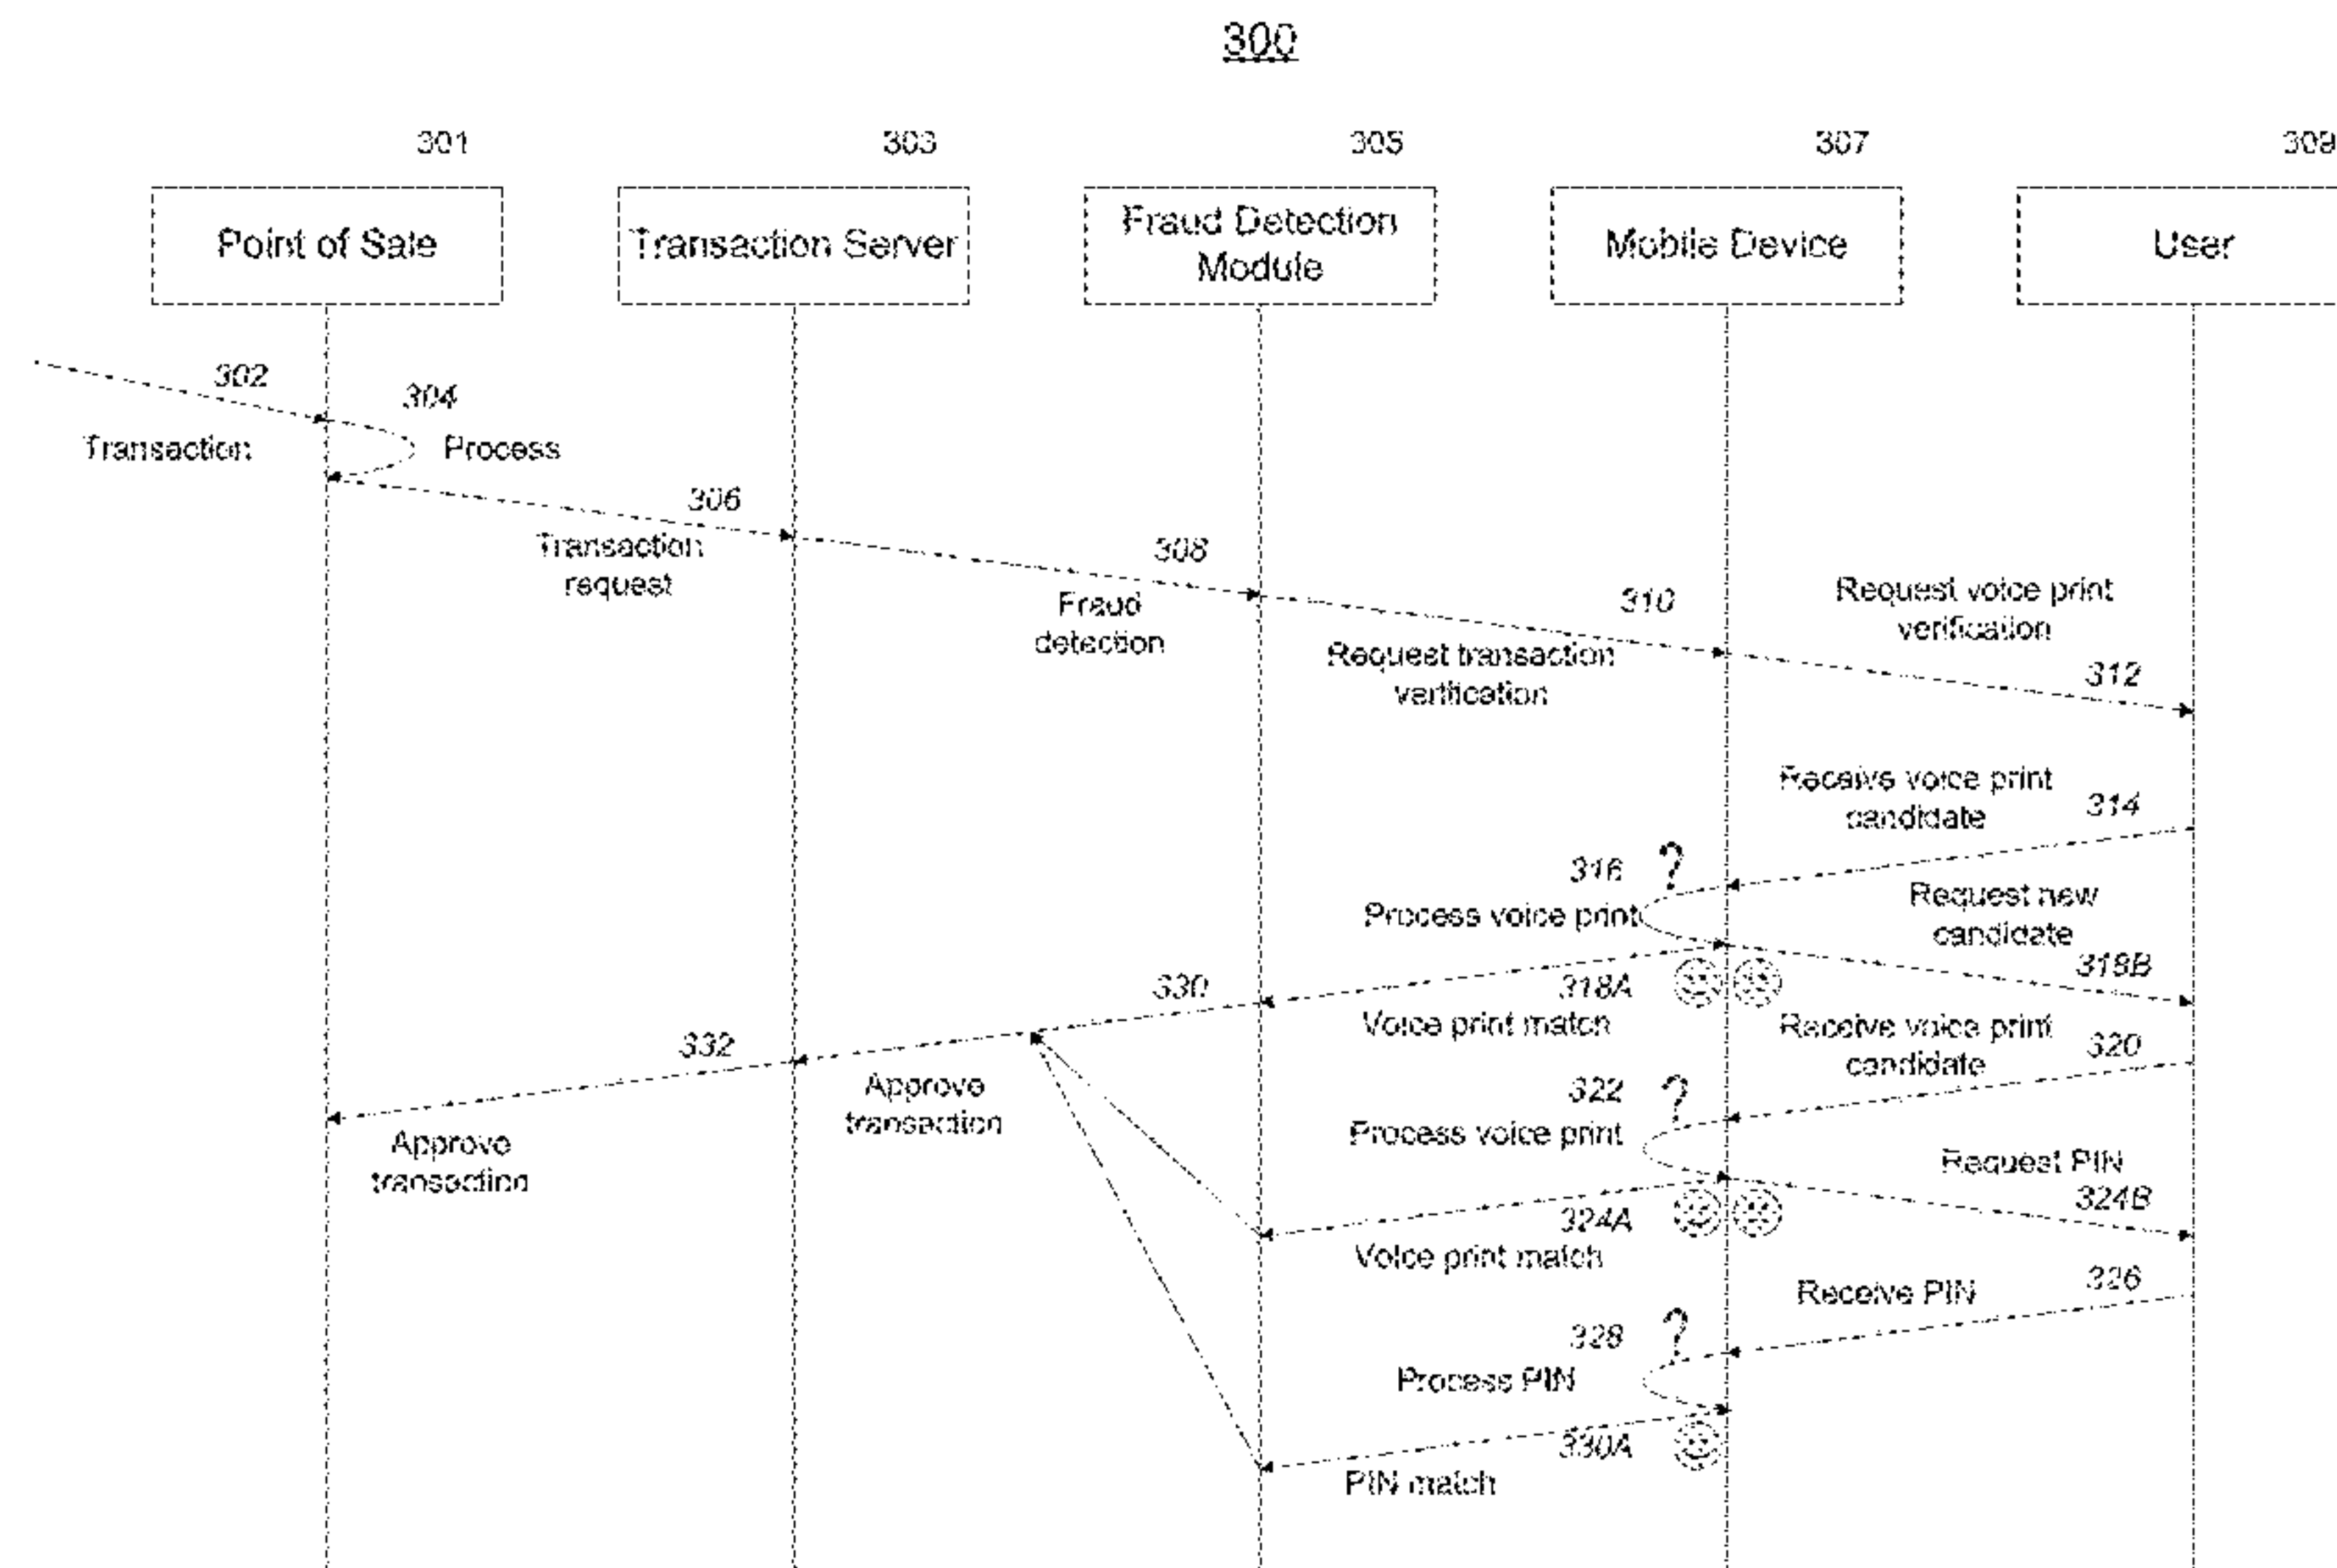 300
301
303
305
307
309
Point of Sale
Transaction Server
Fraud Detection
Module
Mobile Device
User
302
304
Transaction
Process
306
Transaction
request
308
Fraud
detection
310
Request transaction
verification
Request voice print
verification
312
Receive voice print
candidate
314
316
?
Process voice print
Request new
candidate
318B
318A
Voice print match
330
332
Approve
transaction
Approve
transaction
Receive voice print
candidate
320
322
?
Process voice print
Request PIN
324B
324A
Voice print match
Receive PIN
326
328
?
Process PIN
330A
PIN match